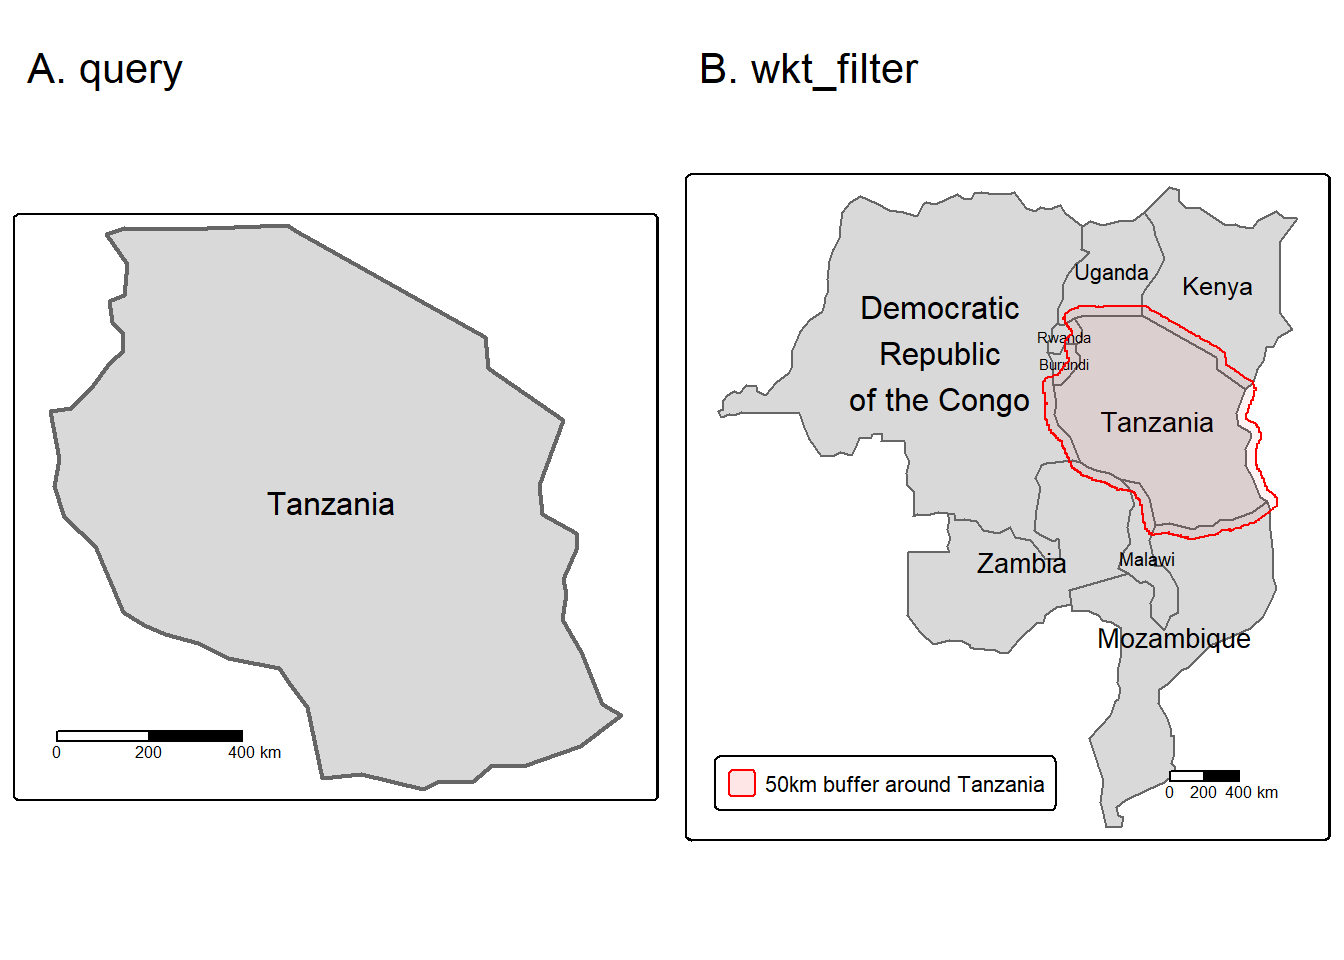 A. query
Tanzania
0 200 400 km
B. wkt_filter
Uganda
Kenya
Democratic
Republic
of the Congo
Rwanda
Burundi
Tanzania
Zambia
Malawi
Mozambique
50km buffer around Tanzania
0 200 400 km